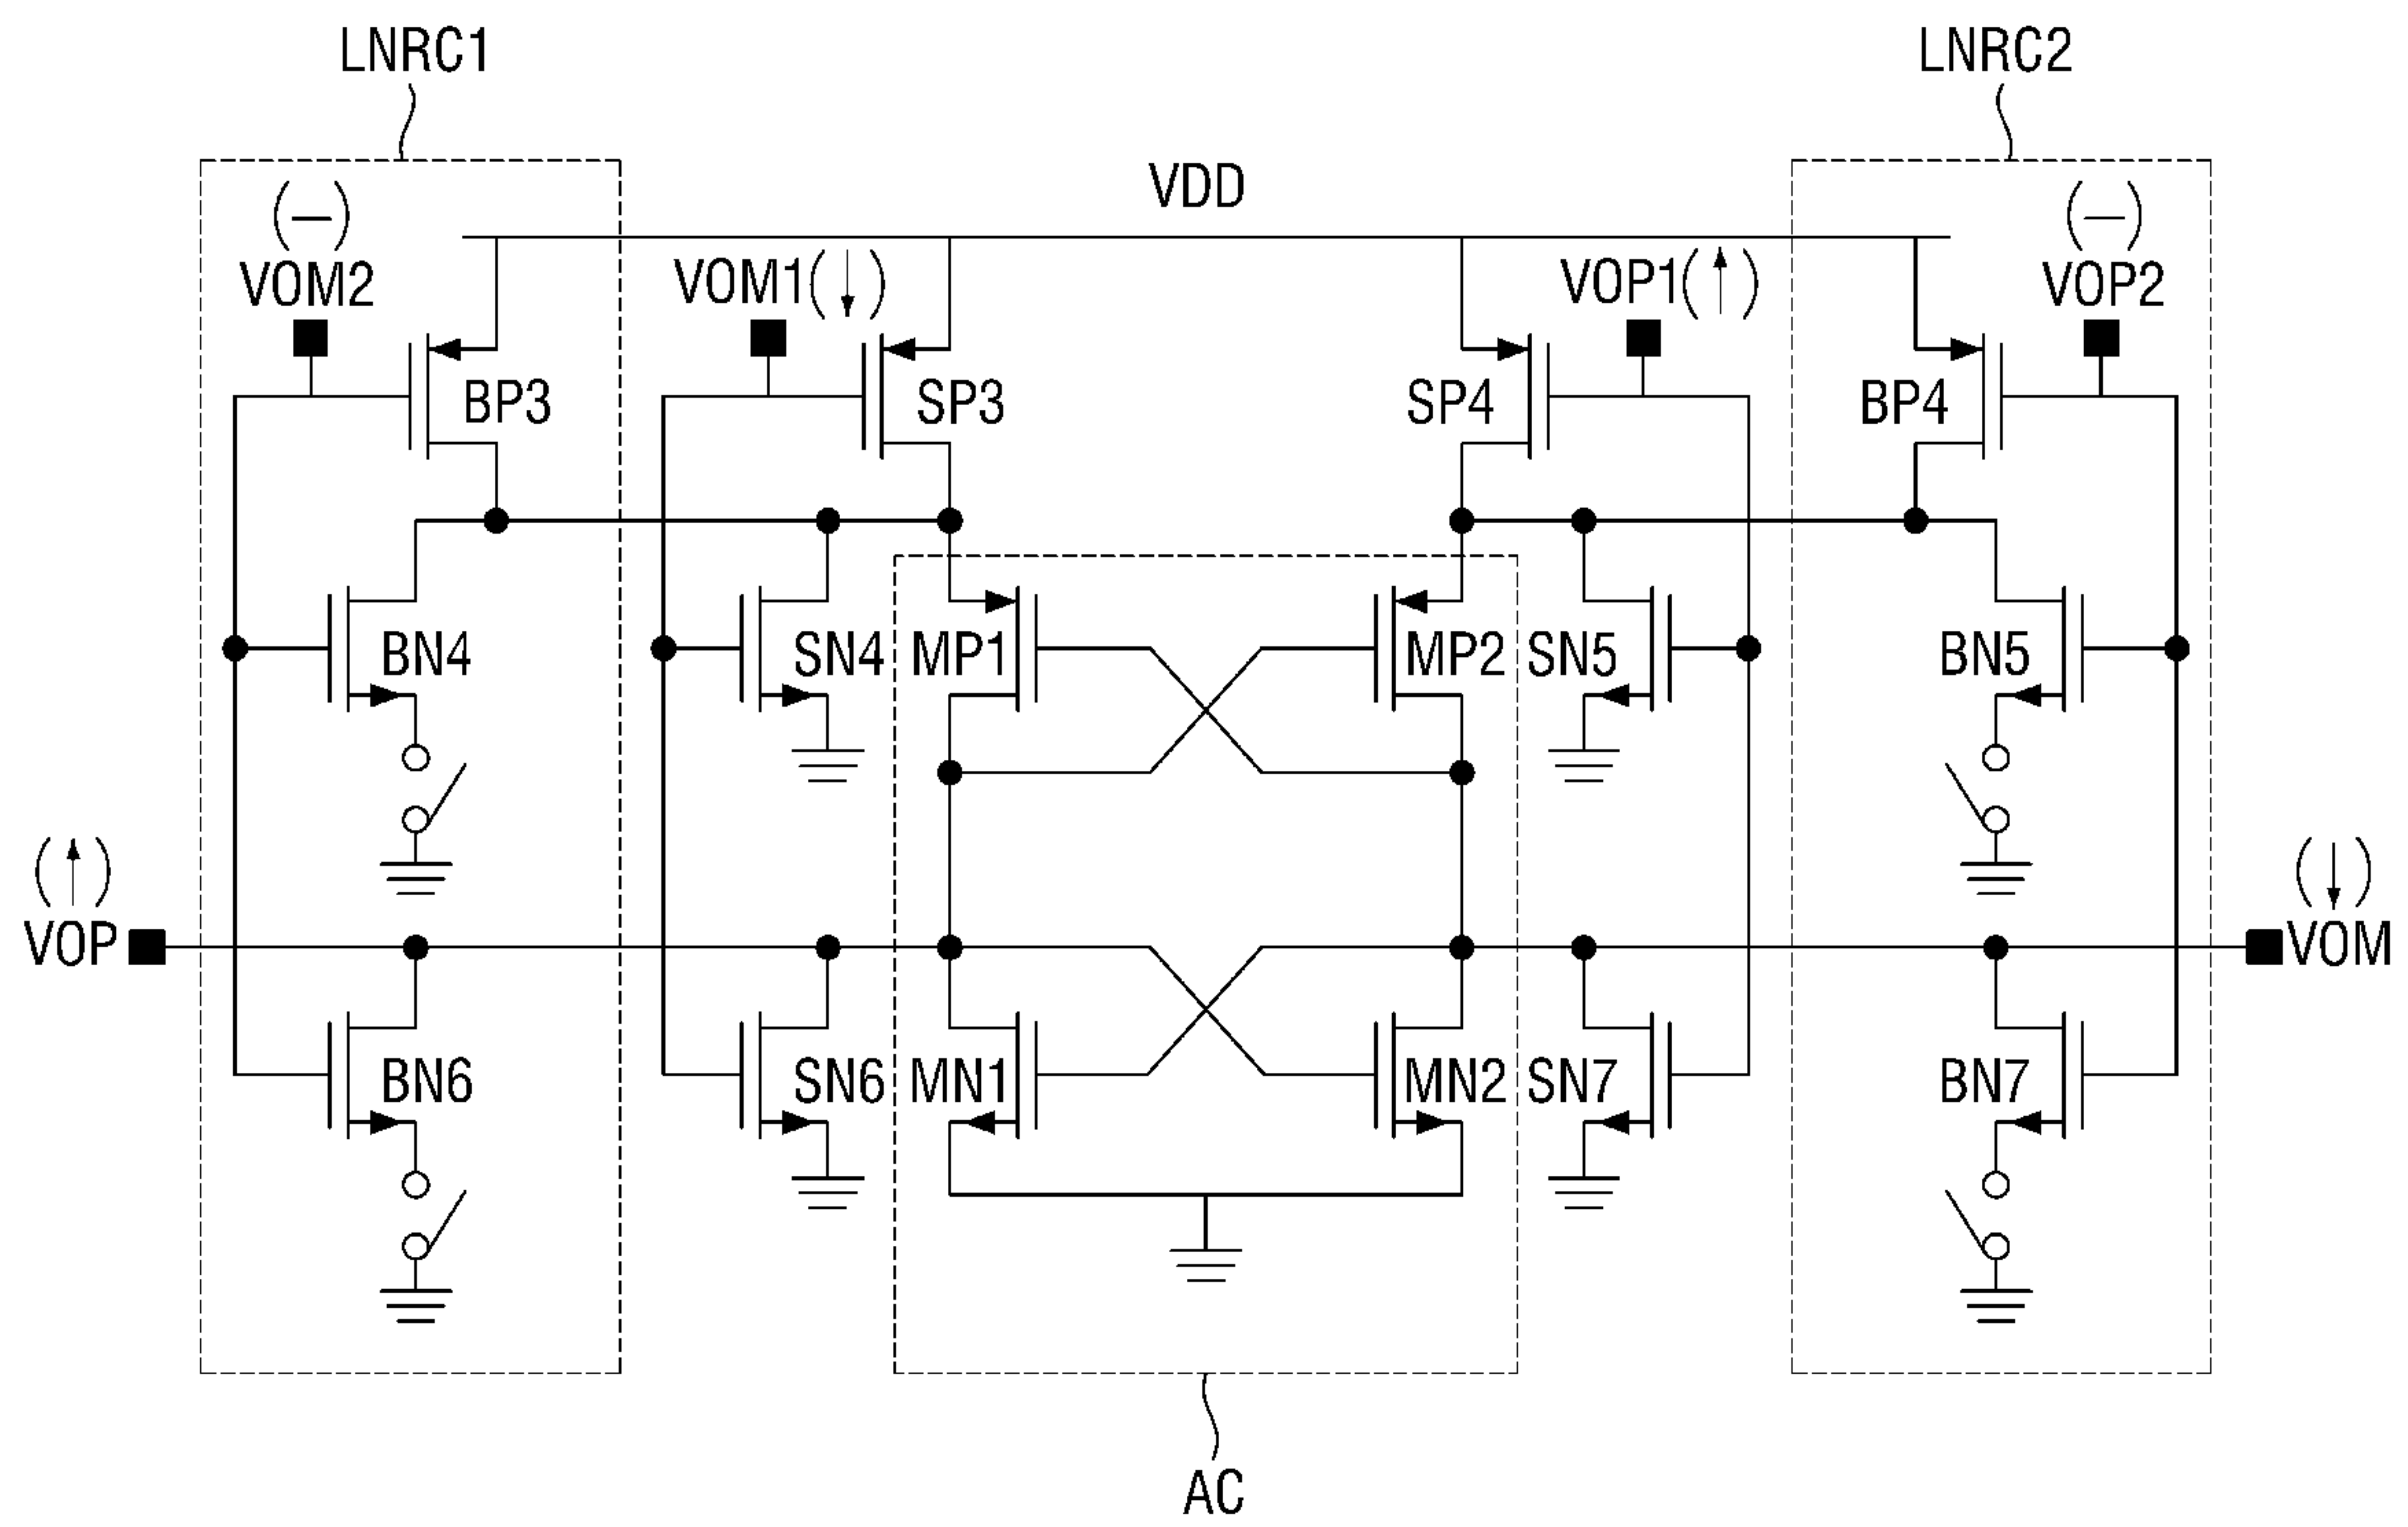 LNRC1
LNRC2
VDD
(—)
VOM2
VOM1(↓)
VOP1(↑)
(—)
VOP2
BP3
SP3
SP4
BP4
BN4
SN4
MP1
MP2
SN5
BN5
(↑)
VOP
(↓)
VOM
BN6
SN6
MN1
MN2
SN7
BN7
AC